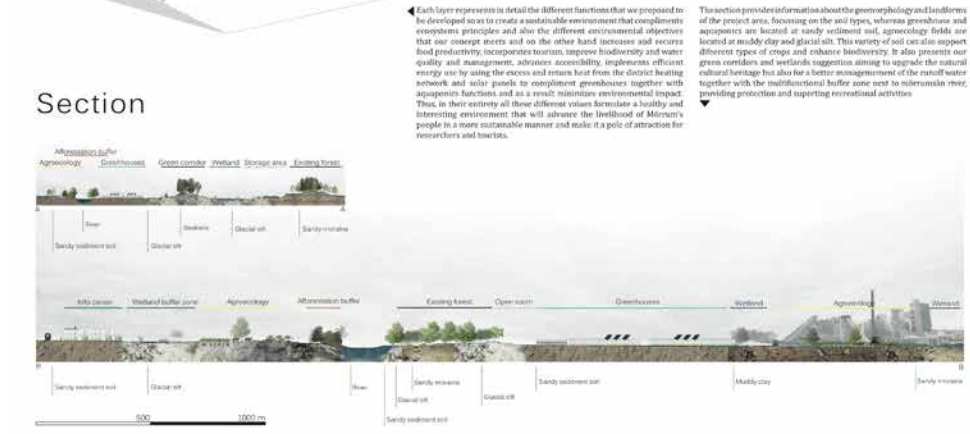 Each layer represents in detail the different functions that we proposed to
be developed so as to create a sustainable environment that compliments
ecosystems principles and also the different environmental objectives
that our concept meets and on the other hand increases and secures
food productivity, incorporates tourism, improve biodiversity and water
quality and management, advances accessibility, implements efficient
energy use by using the excess and return heat from the district heating
network and solar panels to compliment greenhouses together with
aquaponics functions and as a result minimizes environmental impact.
Thus, in their entirety all these different values formulate a healthy and
interesting environment that will advance the livelihood of Mörrum's
people in a more sustainable manner and make it a pole of attraction for
researchers and tourists.
The section provides information about the geomorphology and landforms
of the project area, focussing on the soil types, whereas greenhouse and
aquaponics are located at sandy sediment soil, agroecology fields are
located at muddy clay and glacial silt. This variety of soil can also support
different types of crops and enhance biodiversity. It also presents our
green corridors and wetlands suggestion aiming to upgrade the natural
cultural heritage but also for a better management of the runoff water
together with the multifunctional buffer zone next to mörrumsån river,
providing protection and supporting recreational activities
Section
Afforestation buffer
Agroecology Greenhouses Green corridor Wetland Storage area Existing forest
River
Glacial silt
Sandy moraine
Sandy sediment soil
Glacial silt
Info center Wetland buffer zone Agroecology Afforestation buffer Existing forest Open room Greenhouses Wetland Agroecology Wetland
Sandy sediment soil
Glacial silt
River
Sandy moraine
Sandy sediment soil
Muddy clay
Sandy moraine
Glacial silt
Glacial silt
Sandy sediment soil
500 1000 m